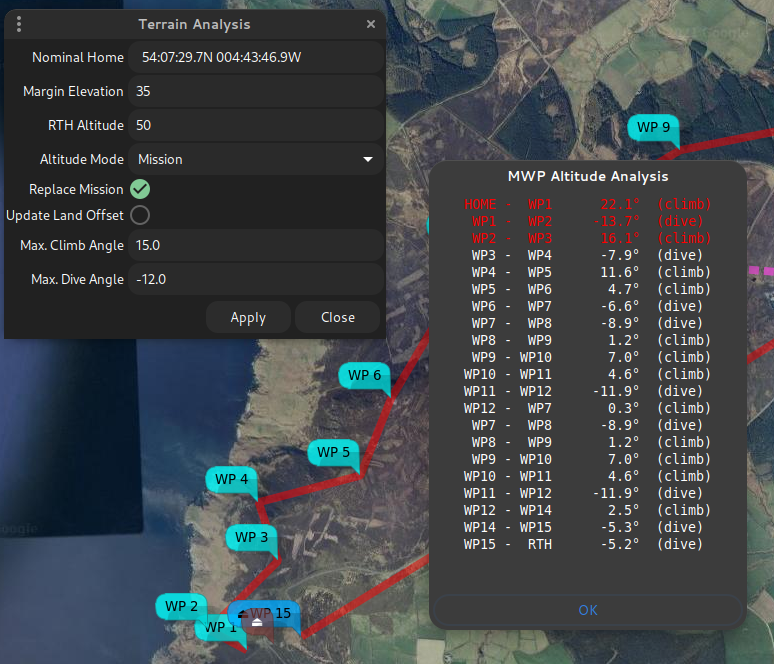 Terrain Analysis
Nominal Home 54:07:29.7N 004:43:46.9W
Margin Elevation 35
RTH Altitude 50
Altitude Mode Mission
Replace Mission
Update Land Offset
Max. Climb Angle 15.0
Max. Dive Angle -12.0
Apply Close
WP 9
MWP Altitude Analysis
HOME - WP1 22.1° (climb)
WP1 - WP2 -13.7° (dive)
WP2 - WP3 16.1° (climb)
WP3 - WP4 -7.9° (dive)
WP4 - WP5 11.6° (climb)
WP5 - WP6 4.7° (climb)
WP6 - WP7 -6.6° (dive)
WP7 - WP8 -8.9° (dive)
WP8 - WP9 1.2° (climb)
WP9 - WP10 7.0° (climb)
WP10 - WP11 4.6° (climb)
WP11 - WP12 -11.9° (dive)
WP12 - WP7 0.3° (climb)
WP7 - WP8 -8.9° (dive)
WP8 - WP9 1.2° (climb)
WP9 - WP10 7.0° (climb)
WP10 - WP11 4.6° (climb)
WP11 - WP12 -11.9° (dive)
WP12 - WP14 2.5° (climb)
WP14 - WP15 -5.3° (dive)
WP15 - RTH -5.2° (dive)
OK
WP 6
WP 5
WP 4
WP 3
WP 2
WP 15
WP 1